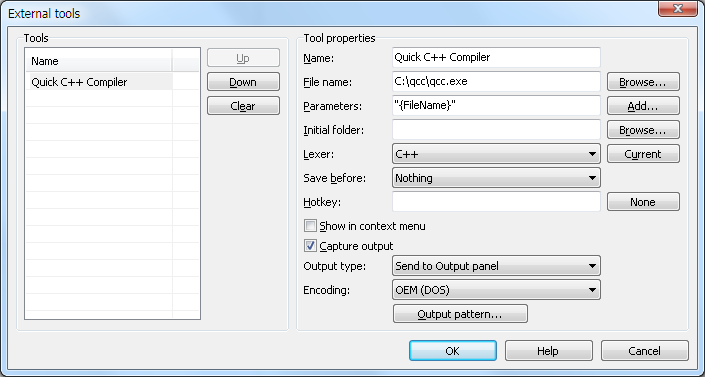 External tools
Tools
Name
Quick C++ Compiler
Up
Down
Clear
Tool properties
Name: Quick C++ Compiler
File name: C:\qcc\qcc.exe Browse...
Parameters: "{FileName}" Add...
Initial folder: Browse...
Lexer: C++ Current
Save before: Nothing
Hotkey: None
Show in context menu
Capture output
Output type: Send to Output panel
Encoding: OEM (DOS)
Output pattern...
OK Help Cancel